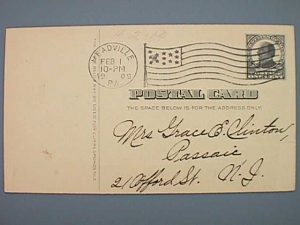 MEADVILLE
FEB 1
10-PM
1909
PA.
POSTAL CARD
THE SPACE BELOW IS FOR THE ADDRESS ONLY.
Mrs Grace B. Clinton,
Passaic
21 Offord St. N.J.